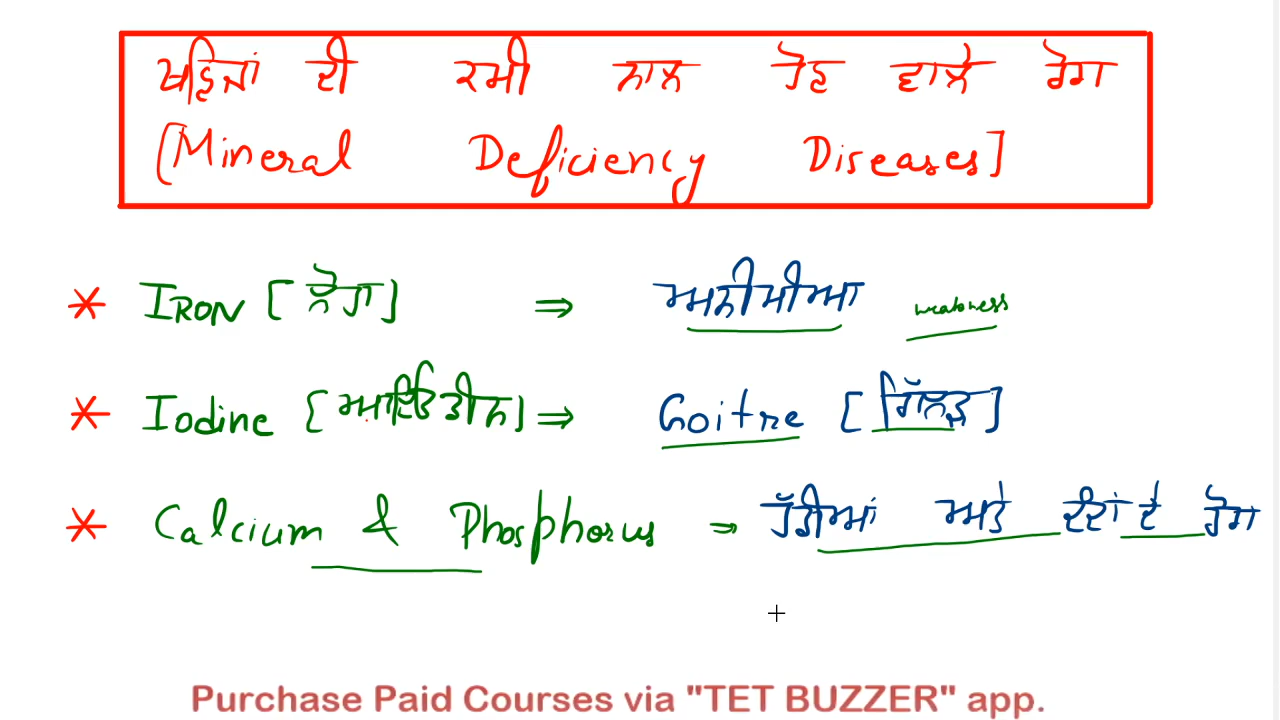 ਖਣਿਜਾਂ ਦੀ ਕਮੀ ਨਾਲ ਹੋਣ ਵਾਲੇ ਰੋਗ
[Mineral Deficiency Diseases]
* IRON [ਲੋਹਾ] ⇒ ਅਨੀਮੀਆ weakness
* Iodine [ਆਇਓਡੀਨ] ⇒ Goitre [ਗਿੱਲੜ]
* Calcium & Phosphorus ⇒ ਹੱਡੀਆਂ ਅਤੇ ਦੰਦਾਂ ਦੇ ਰੋਗ
Purchase Paid Courses via "TET BUZZER" app.